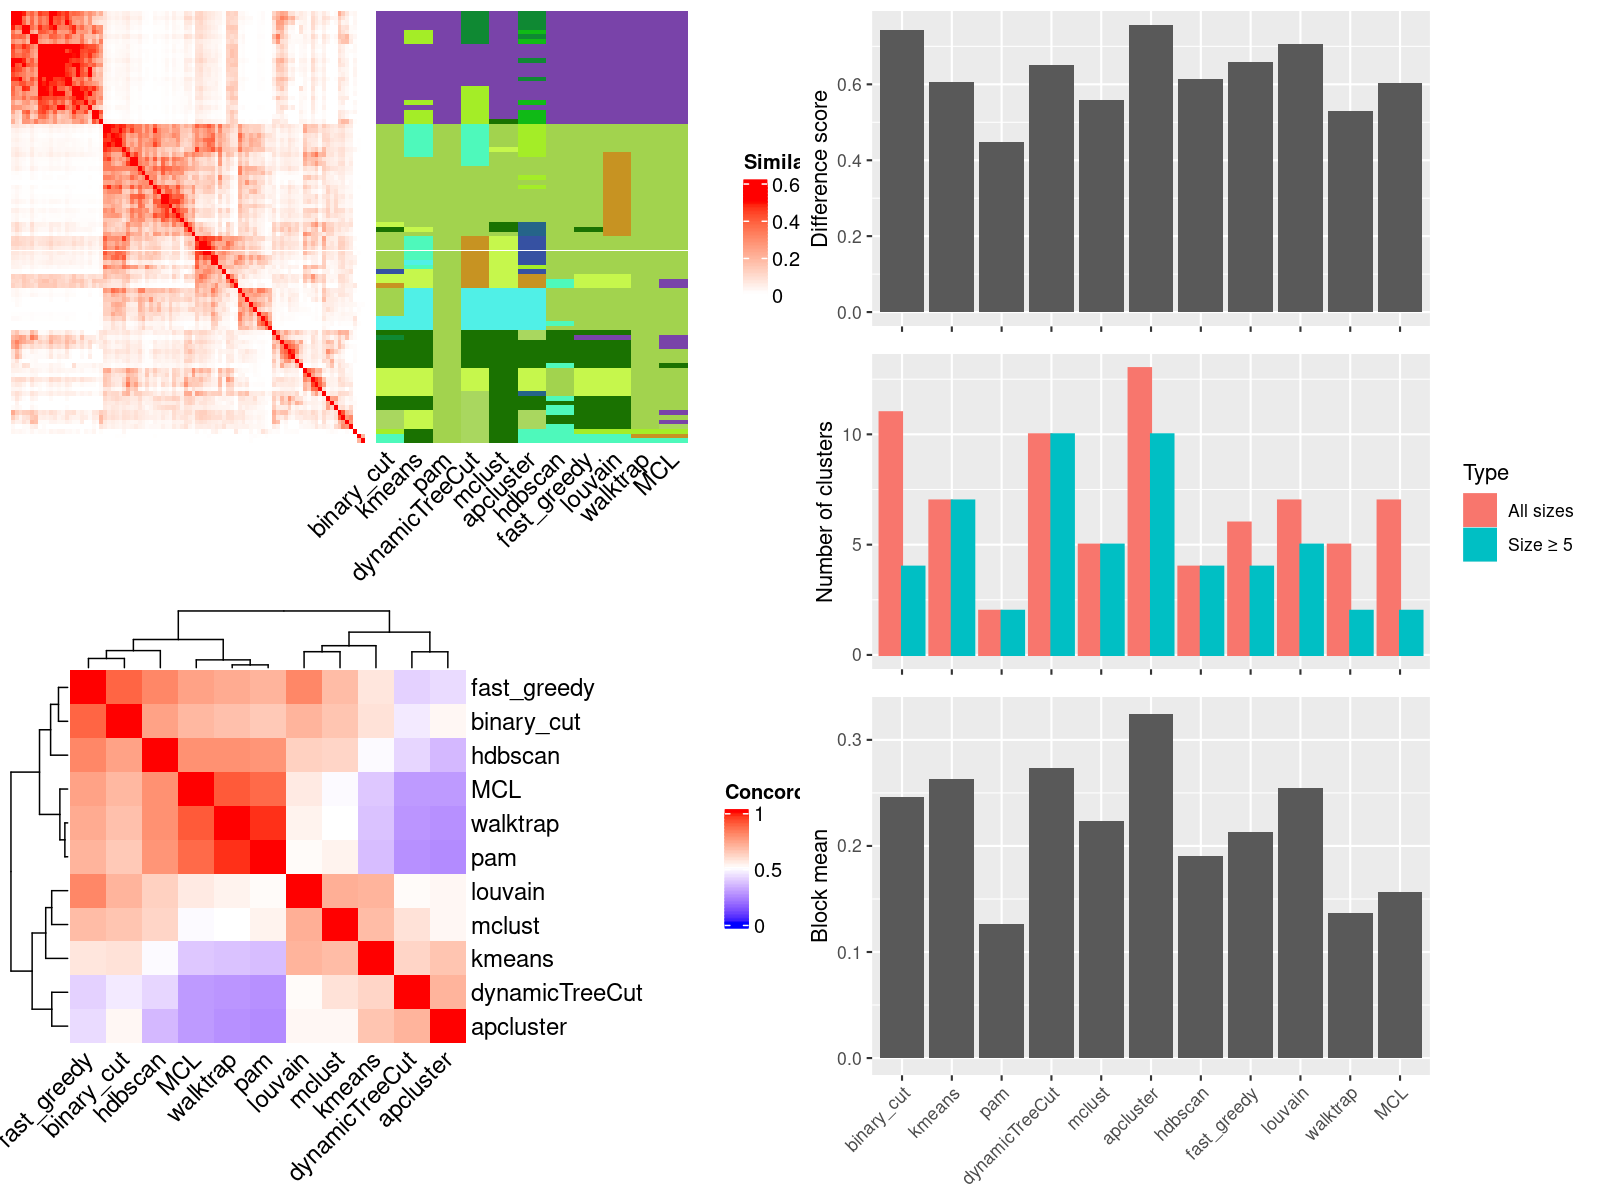 Simila
0.6
0.4
0.2
0
binary_cut
kmeans
pam
dynamicTreeCut
mclust
apcluster
hdbscan
fast_greedy
louvain
walktrap
MCL
fast_greedy
binary_cut
hdbscan
MCL
walktrap
pam
louvain
mclust
kmeans
dynamicTreeCut
apcluster
fast_greedy
binary_cut
hdbscan
MCL
walktrap
pam
louvain
mclust
kmeans
dynamicTreeCut
apcluster
Concord
1
0.5
0
Difference score
0.6
0.4
0.2
0.0
Number of clusters
10
5
0
Type
All sizes
Size ≥ 5
Block mean
0.3
0.2
0.1
0.0
binary_cut
kmeans
pam
dynamicTreeCut
mclust
apcluster
hdbscan
fast_greedy
louvain
walktrap
MCL